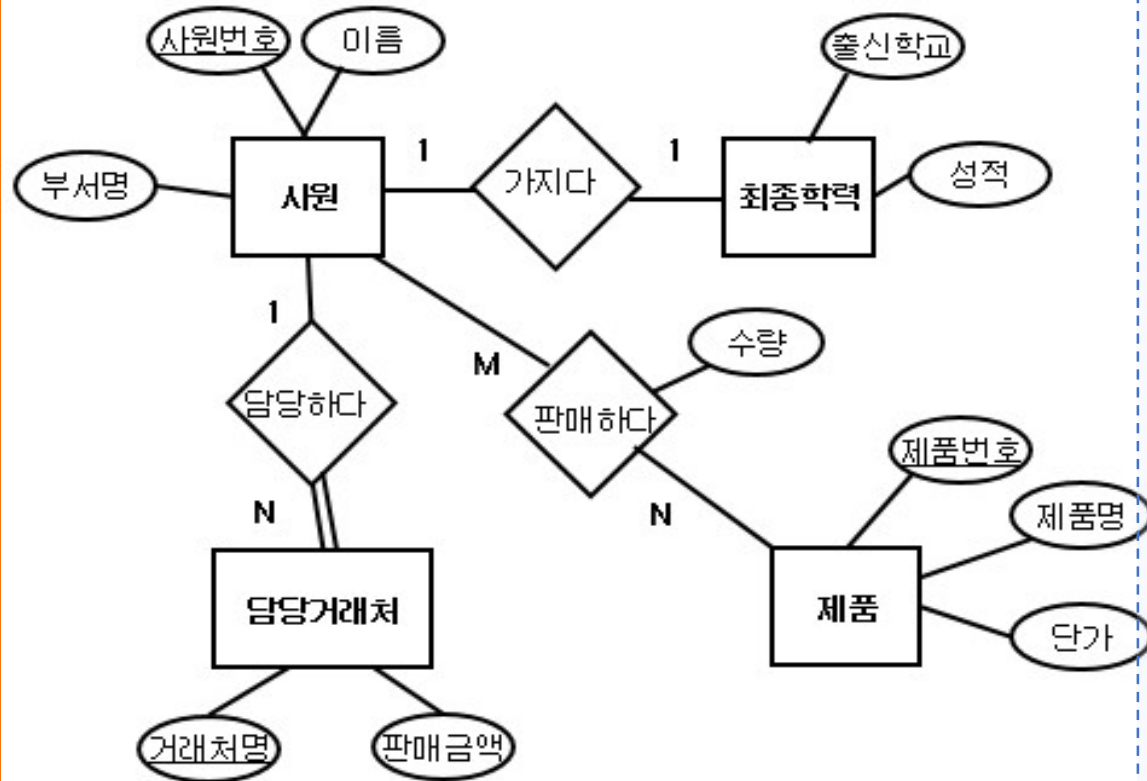 사원번호
이름
출신학교
부서명
사원
1
가지다
1
최종학력
성적
1
M
수량
담당하다
판매하다
제품번호
N
N
제품명
담당거래처
제품
단가
거래처명
판매금액